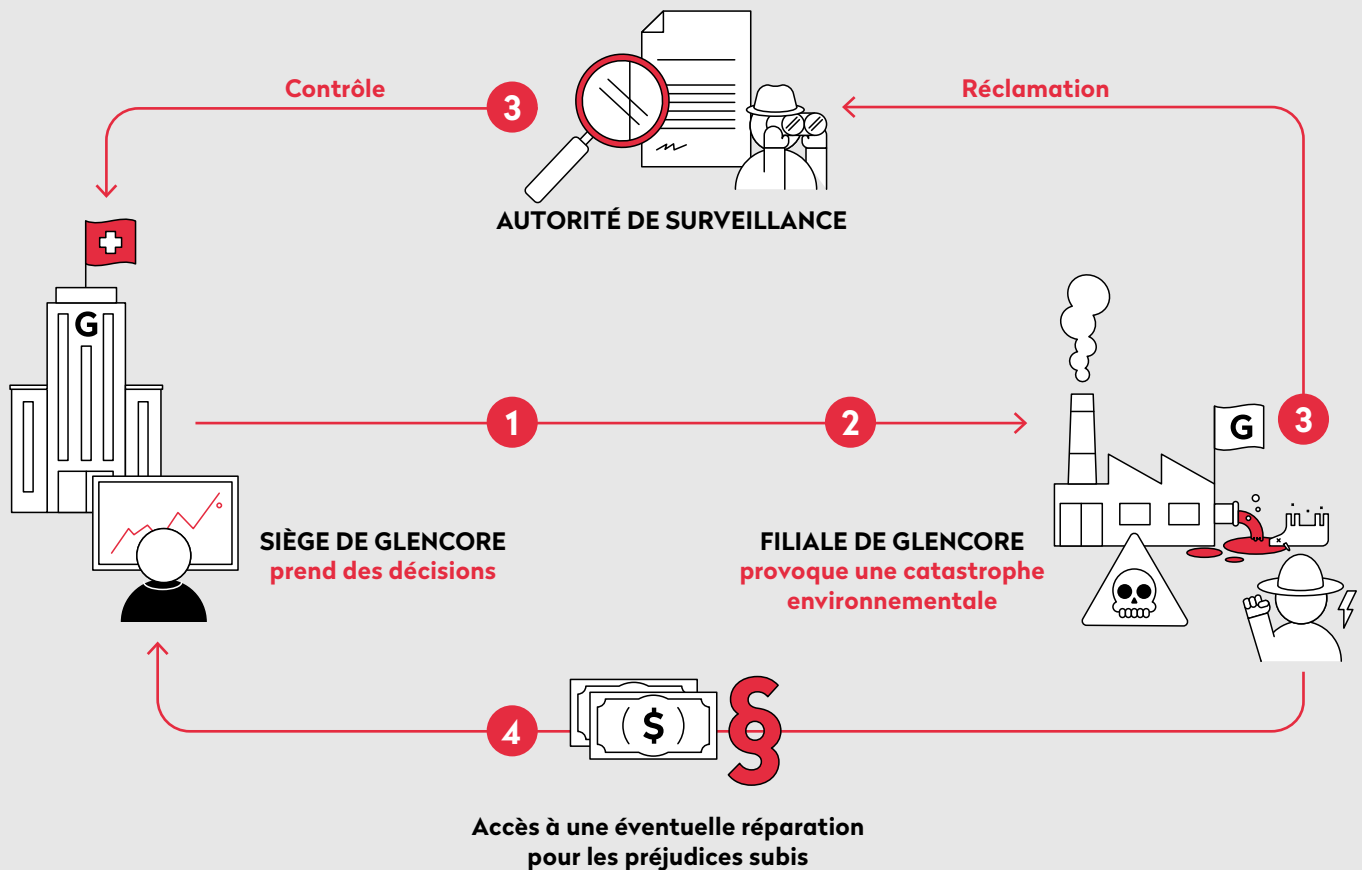 Contrôle
3
Réclamation
AUTORITÉ DE SURVEILLANCE
G
1
2
G
3
SIÈGE DE GLENCORE
prend des décisions
FILIALE DE GLENCORE
provoque une catastrophe
environnementale
4
($)
§
Accès à une éventuelle réparation
pour les préjudices subis